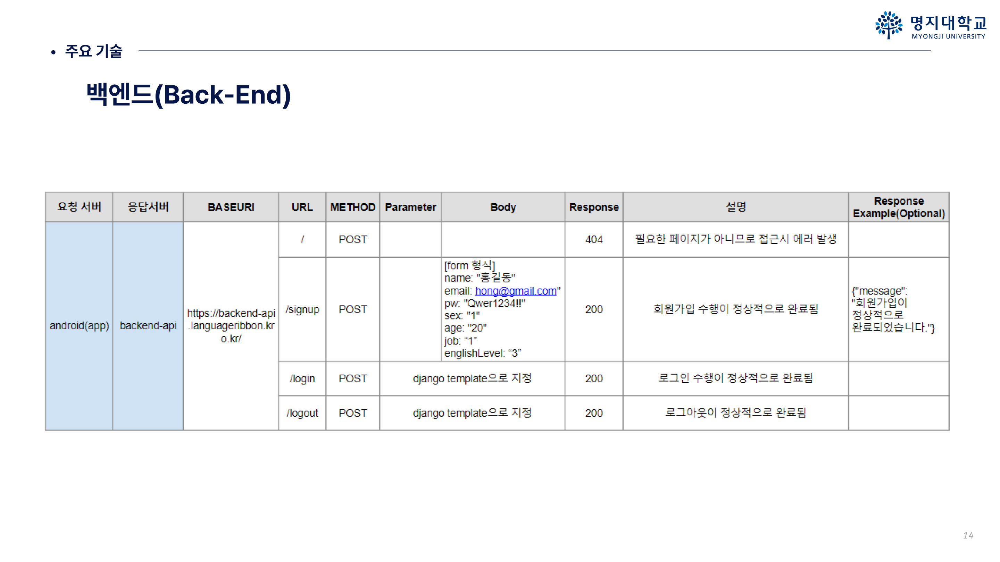 명지대학교
MYONGJI UNIVERSITY
• 주요 기술
백엔드(Back-End)
요청 서버 응답서버 BASEURI URL METHOD Parameter Body Response 설명 Response Example(Optional)
android(app) backend-api
https://backend-api
.languageribbon.kr
o.kr/
/ POST 404 필요한 페이지가 아니므로 접근시 에러 발생
/signup POST
[form 형식]
name: "홍길동"
email: hong@gmail.com"
pw: "Qwer1234!!"
sex: "1"
age: "20"
job: “1”
englishLevel: “3”
200 회원가입 수행이 정상적으로 완료됨
{"message":
"회원가입이
정상적으로
완료되었습니다."}
/login POST django template으로 지정 200 로그인 수행이 정상적으로 완료됨
/logout POST django template으로 지정 200 로그아웃이 정상적으로 완료됨
14